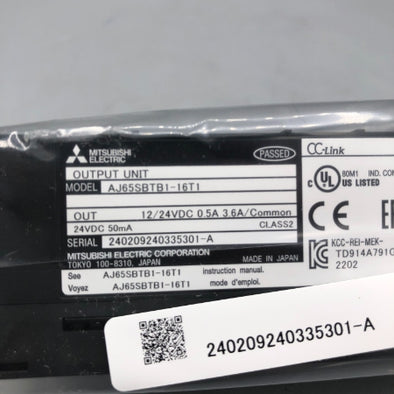 MITSUBISHI
ELECTRIC
PASSED
CC-Link
OUTPUT UNIT
MODEL AJ65SBTB1-16T1
80M1 IND. CON
UL US LISTED
OUT 12/24VDC 0.5A 3.6A/Common
24VDC 50mA CLASS2
SERIAL 240209240335301-A
CE
MITSUBISHI ELECTRIC CORPORATION
TOKYO 100-8310, JAPAN MADE IN JAPAN
KCC-REI-MEK-
TD914A791G
2202
See AJ65SBTB1-16T1 instruction manual.
Voyez AJ65SBTB1-16T1 mode d'emploi.
240209240335301-A